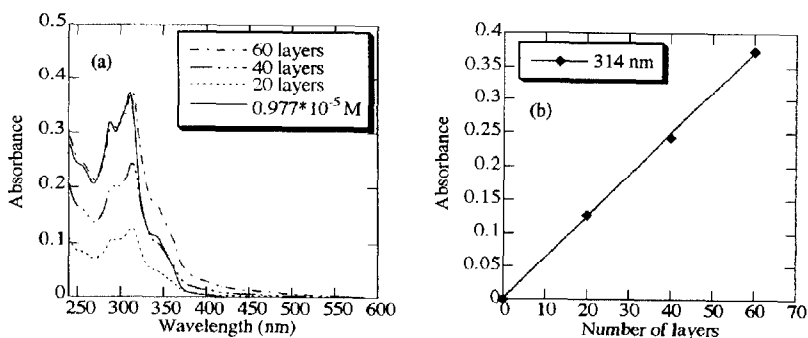 0.5
0.4
0.3
0.2
0.1
0
Absorbance
(a)
60 layers
40 layers
20 layers
0.977*10⁻⁵ M
250 300 350 400 450 500 550 600
Wavelength (nm)
0.4
0.35
0.3
0.25
0.2
0.15
0.1
0.05
0
Absorbance
314 nm
(b)
0 10 20 30 40 50 60 70
Number of layers